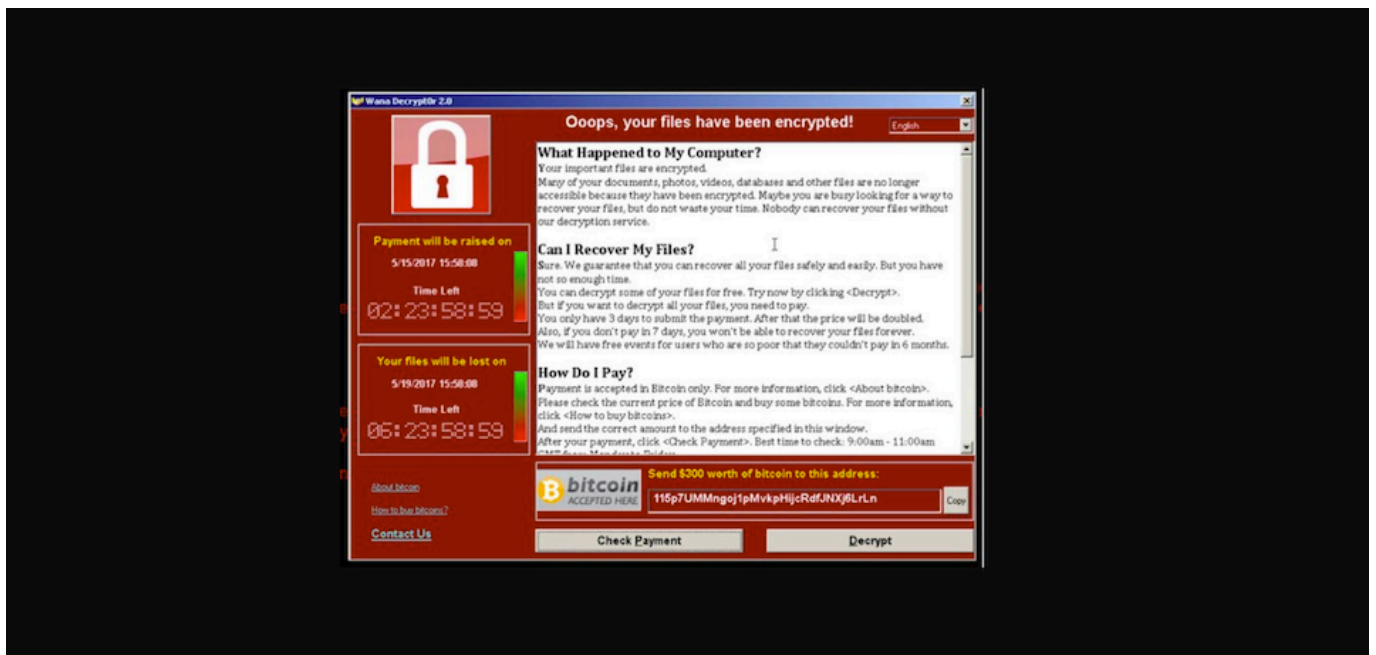 Wana Decrypt0r 2.0
Ooops, your files have been encrypted!
English
What Happened to My Computer?
Your important files are encrypted.
Many of your documents, photos, videos, databases and other files are no longer
accessible because they have been encrypted. Maybe you are busy looking for a way to
recover your files, but do not waste your time. Nobody can recover your files without
our decryption service.
Can I Recover My Files?
Sure. We guarantee that you can recover all your files safely and easily. But you have
not so enough time.
You can decrypt some of your files for free. Try now by clicking <Decrypt>.
But if you want to decrypt all your files, you need to pay.
You only have 3 days to submit the payment. After that the price will be doubled.
Also, if you don't pay in 7 days, you won't be able to recover your files forever.
We will have free events for users who are so poor that they couldn't pay in 6 months.
How Do I Pay?
Payment is accepted in Bitcoin only. For more information, click <About bitcoin>.
Please check the current price of Bitcoin and buy some bitcoins. For more information,
click <How to buy bitcoins>.
And send the correct amount to the address specified in this window.
After your payment, click <Check Payment>. Best time to check: 9:00am - 11:00am
GMT from Monday to Friday.
Payment will be raised on
5/15/2017 15:58:08
Time Left
02:23:58:59
Your files will be lost on
5/19/2017 15:58:08
Time Left
06:23:58:59
About bitcoin
How to buy bitcoins?
Contact Us
bitcoin
ACCEPTED HERE
Send $300 worth of bitcoin to this address:
115p7UMMngoj1pMvkpHijcRdfJNXj6LrLn
Copy
Check Payment
Decrypt